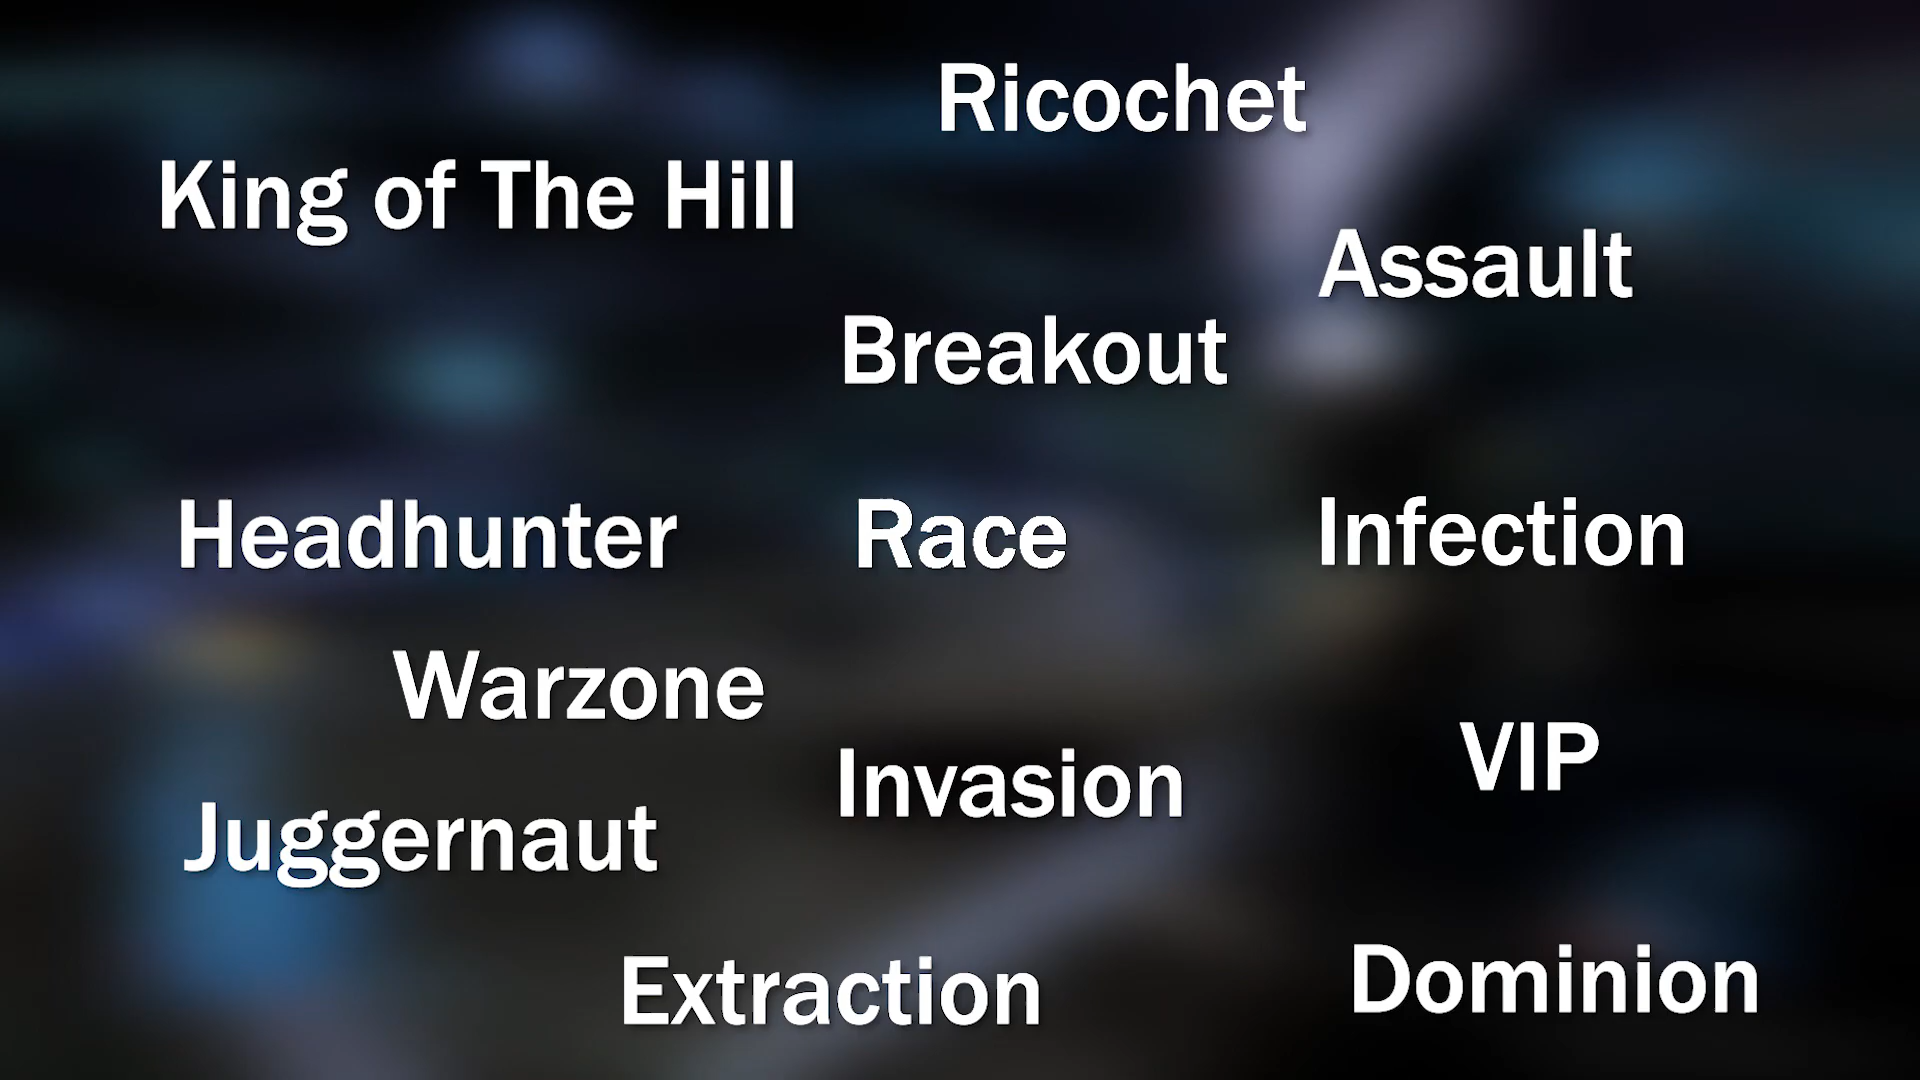 Ricochet
King of The Hill
Assault
Breakout
Headhunter
Race
Infection
Warzone
VIP
Invasion
Juggernaut
Extraction
Dominion